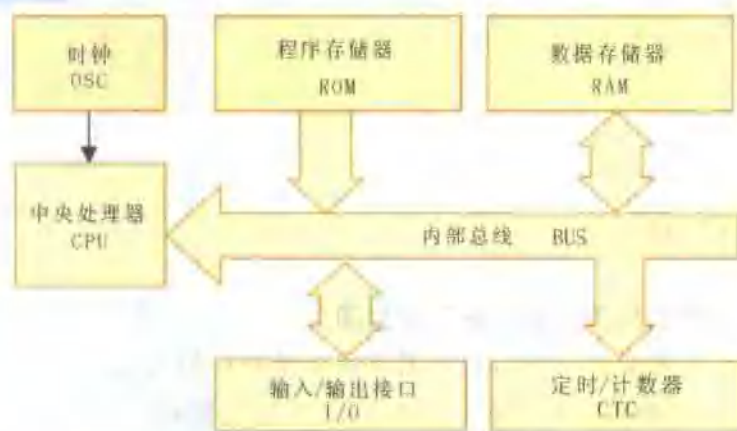 时钟
OSC
程序存储器
ROM
数据存储器
RAM
中央处理器
CPU
内部总线 BUS
输入/输出接口
I/O
定时/计数器
CTC